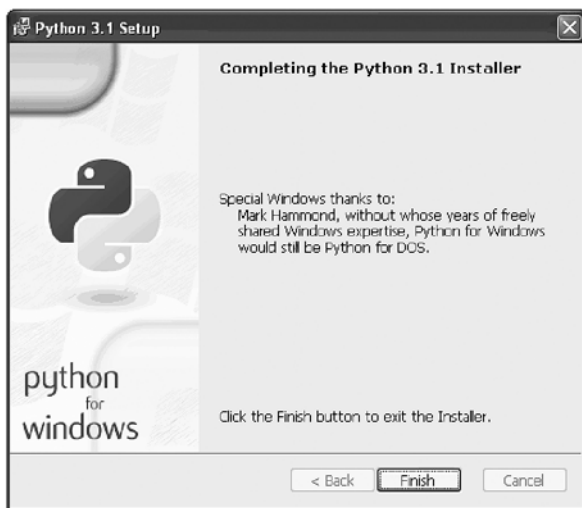 Python 3.1 Setup
Completing the Python 3.1 Installer
Special Windows thanks to:
Mark Hammond, without whose years of freely
shared Windows expertise, Python for Windows
would still be Python for DOS.
python
for
windows
Click the Finish button to exit the Installer.
< Back
Finish
Cancel